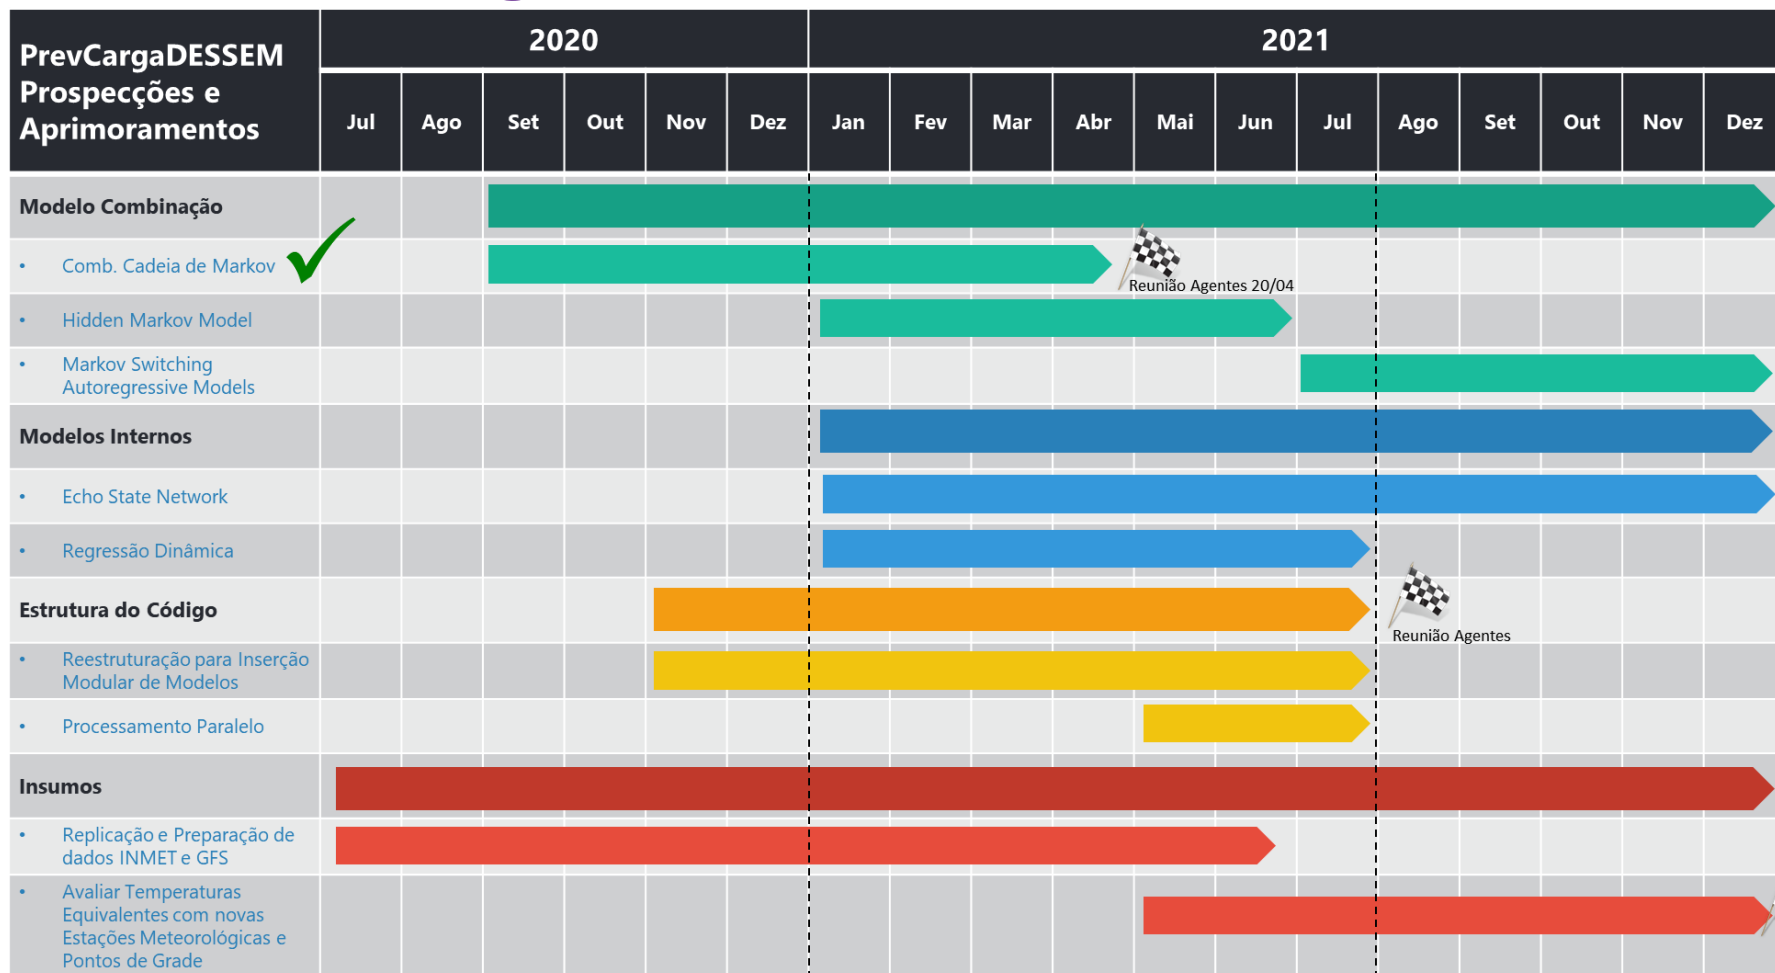 PrevCargaDESSEM
Prospecções e
Aprimoramentos
2020
2021
Jul
Ago
Set
Out
Nov
Dez
Jan
Fev
Mar
Abr
Mai
Jun
Jul
Ago
Set
Out
Nov
Dez
Modelo Combinação
• Comb. Cadeia de Markov
Reunião Agentes 20/04
• Hidden Markov Model
• Markov Switching
Autoregressive Models
Modelos Internos
• Echo State Network
• Regressão Dinâmica
Estrutura do Código
Reunião Agentes
• Reestruturação para Inserção
Modular de Modelos
• Processamento Paralelo
Insumos
• Replicação e Preparação de
dados INMET e GFS
• Avaliar Temperaturas
Equivalentes com novas
Estações Meteorológicas e
Pontos de Grade